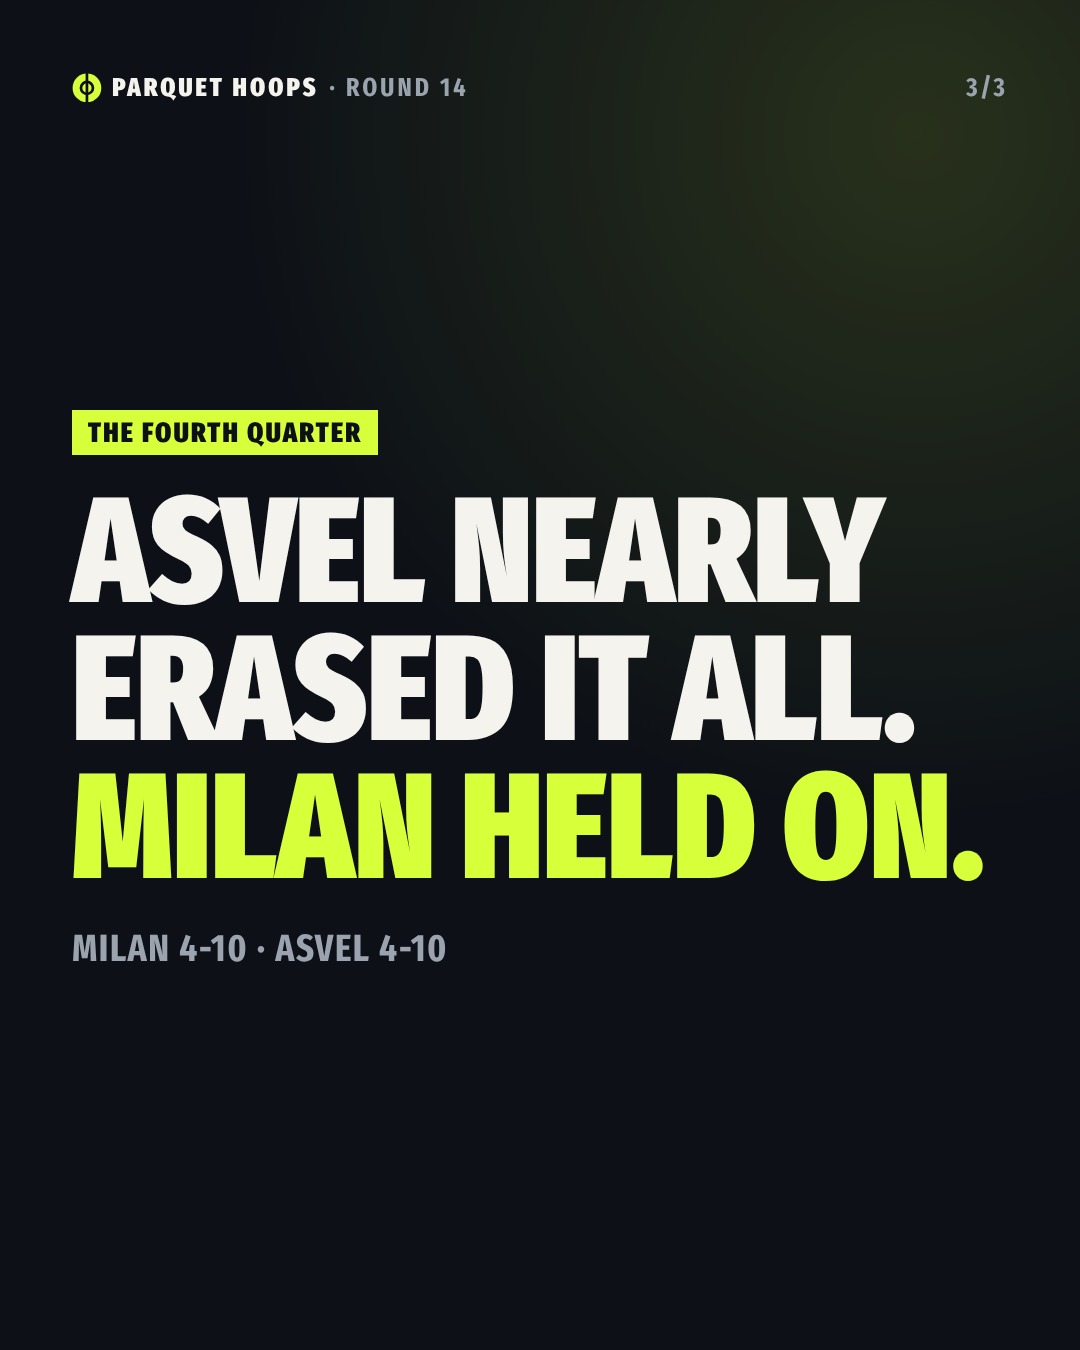 PARQUET HOOPS · ROUND 14
3/3
THE FOURTH QUARTER
ASVEL NEARLY
ERASED IT ALL.
MILAN HELD ON.
MILAN 4-10 · ASVEL 4-10